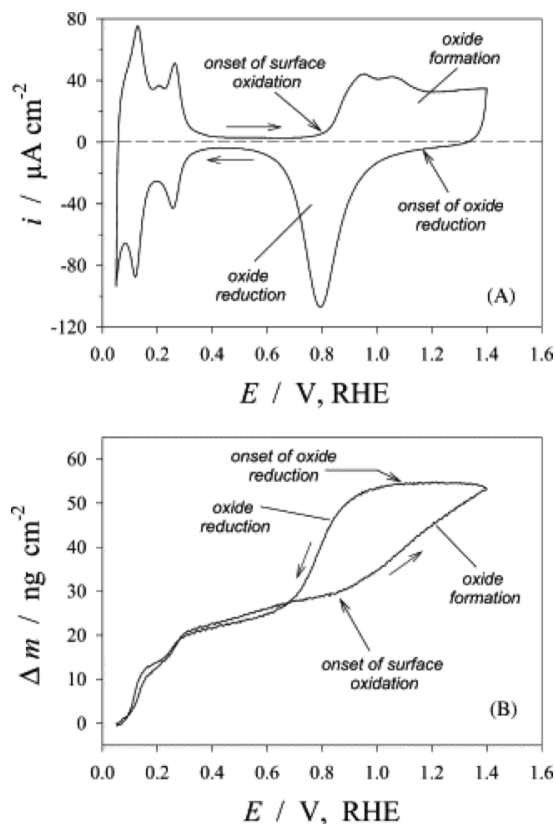 80
40
0
-40
-80
-120
i / μA cm⁻²
onset of surface
oxidation
oxide
formation
onset of oxide
reduction
oxide
reduction
(A)
0.0 0.2 0.4 0.6 0.8 1.0 1.2 1.4 1.6
E / V, RHE
60
50
40
30
20
10
0
Δ m / ng cm⁻²
onset of oxide
reduction
oxide
reduction
oxide
formation
onset of surface
oxidation
(B)
0.0 0.2 0.4 0.6 0.8 1.0 1.2 1.4 1.6
E / V, RHE